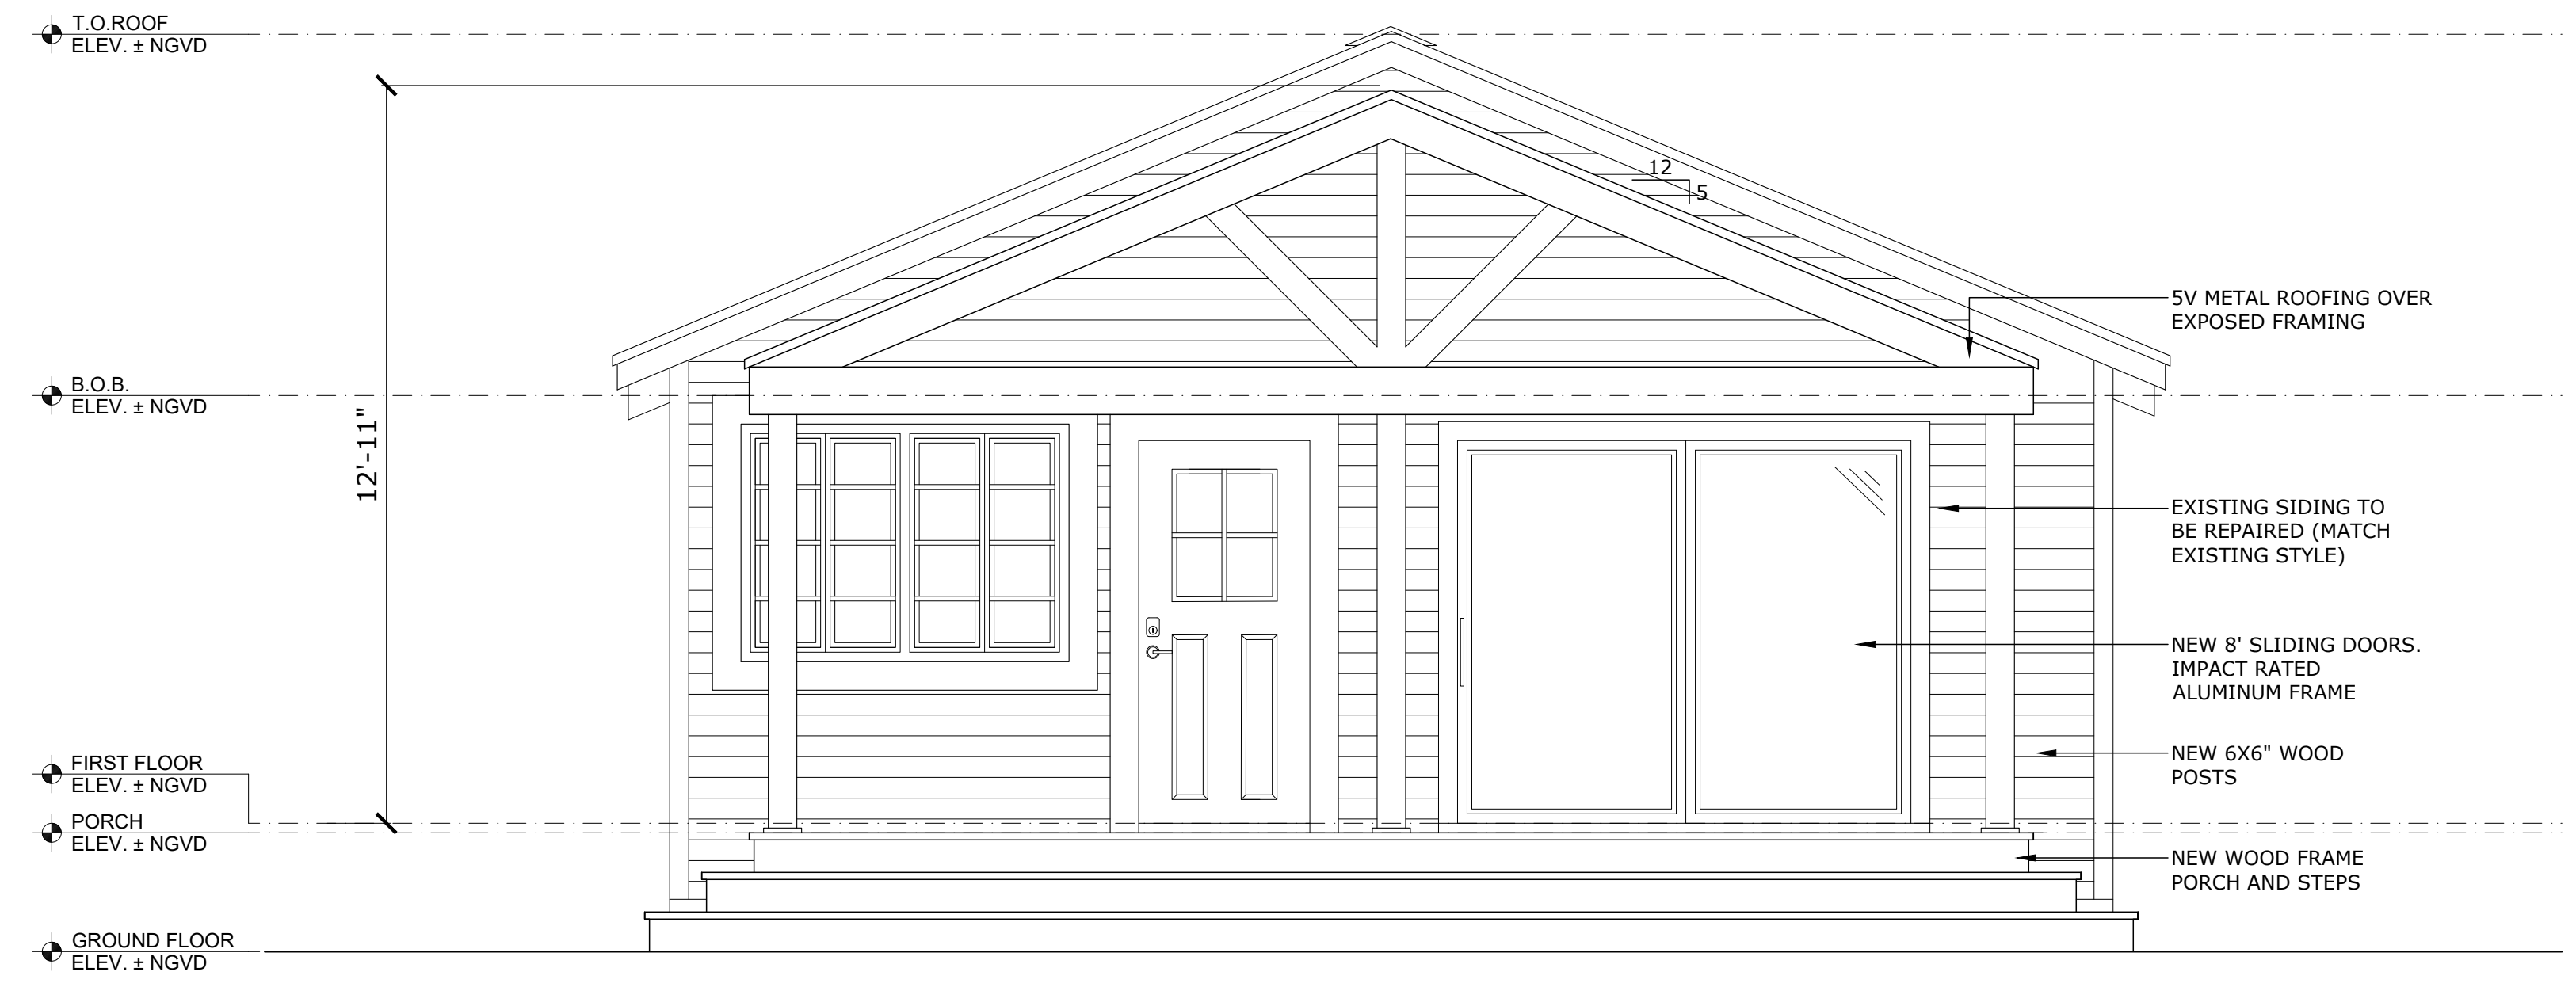 T.O.ROOF
ELEV. ± NGVD
12
5
5V METAL ROOFING OVER
EXPOSED FRAMING
B.O.B.
ELEV. ± NGVD
12'-11"
EXISTING SIDING TO
BE REPAIRED (MATCH
EXISTING STYLE)
NEW 8' SLIDING DOORS.
IMPACT RATED
ALUMINUM FRAME
NEW 6X6" WOOD
POSTS
FIRST FLOOR
ELEV. ± NGVD
PORCH
ELEV. ± NGVD
NEW WOOD FRAME
PORCH AND STEPS
GROUND FLOOR
ELEV. ± NGVD